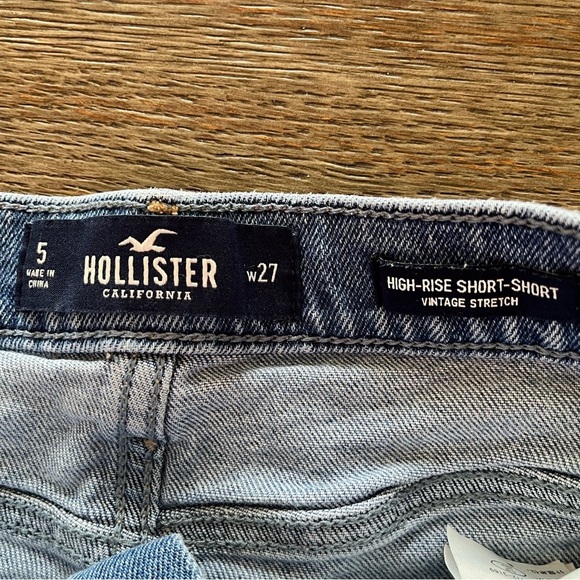 5
MADE IN
CHINA
HOLLISTER
CALIFORNIA
W27
HIGH-RISE SHORT-SHORT
VINTAGE STRETCH